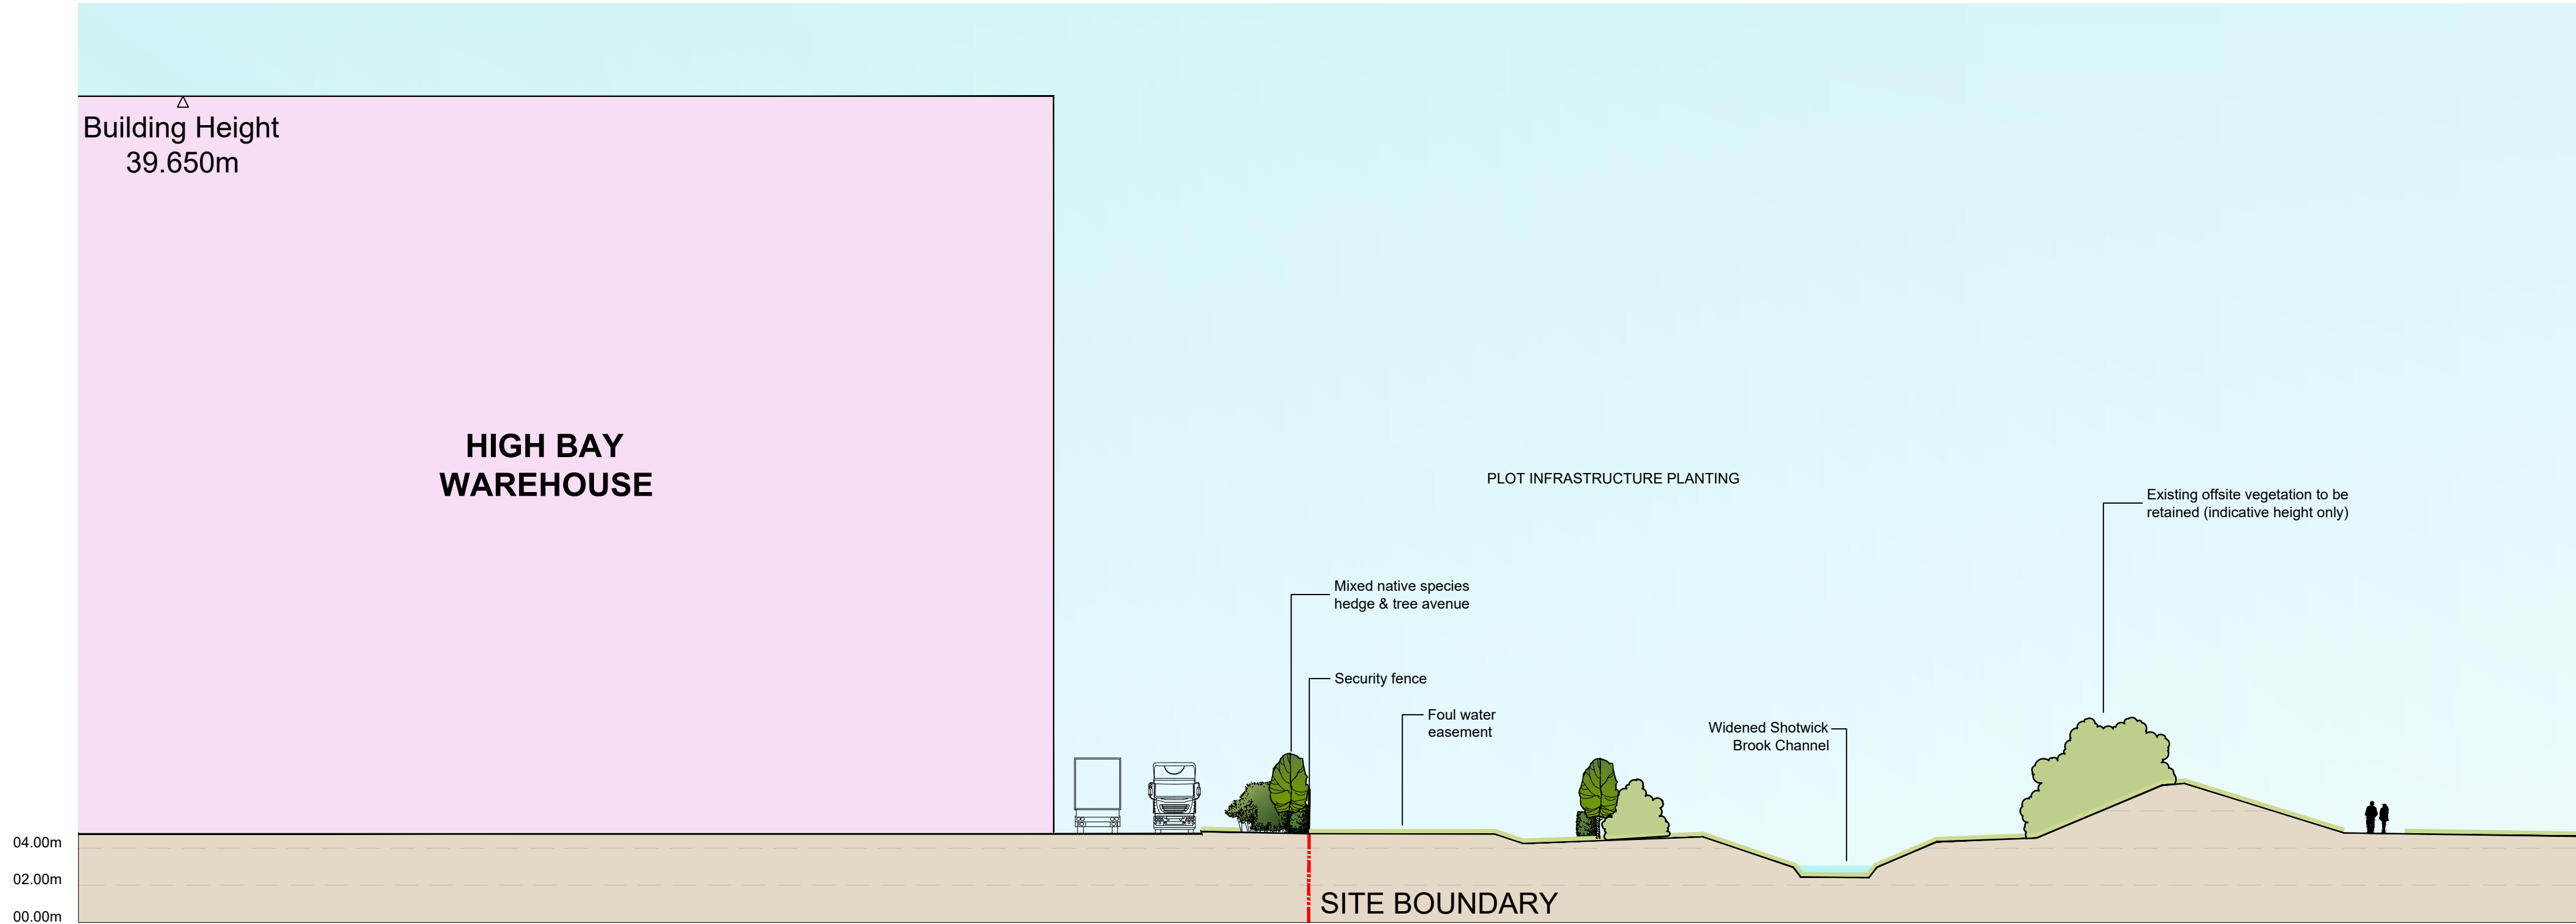 Building Height
39.650m
HIGH BAY
WAREHOUSE
PLOT INFRASTRUCTURE PLANTING
Existing offsite vegetation to be
retained (indicative height only)
Mixed native species
hedge & tree avenue
Security fence
Foul water
easement
Widened Shotwick
Brook Channel
04.00m
02.00m
00.00m
SITE BOUNDARY